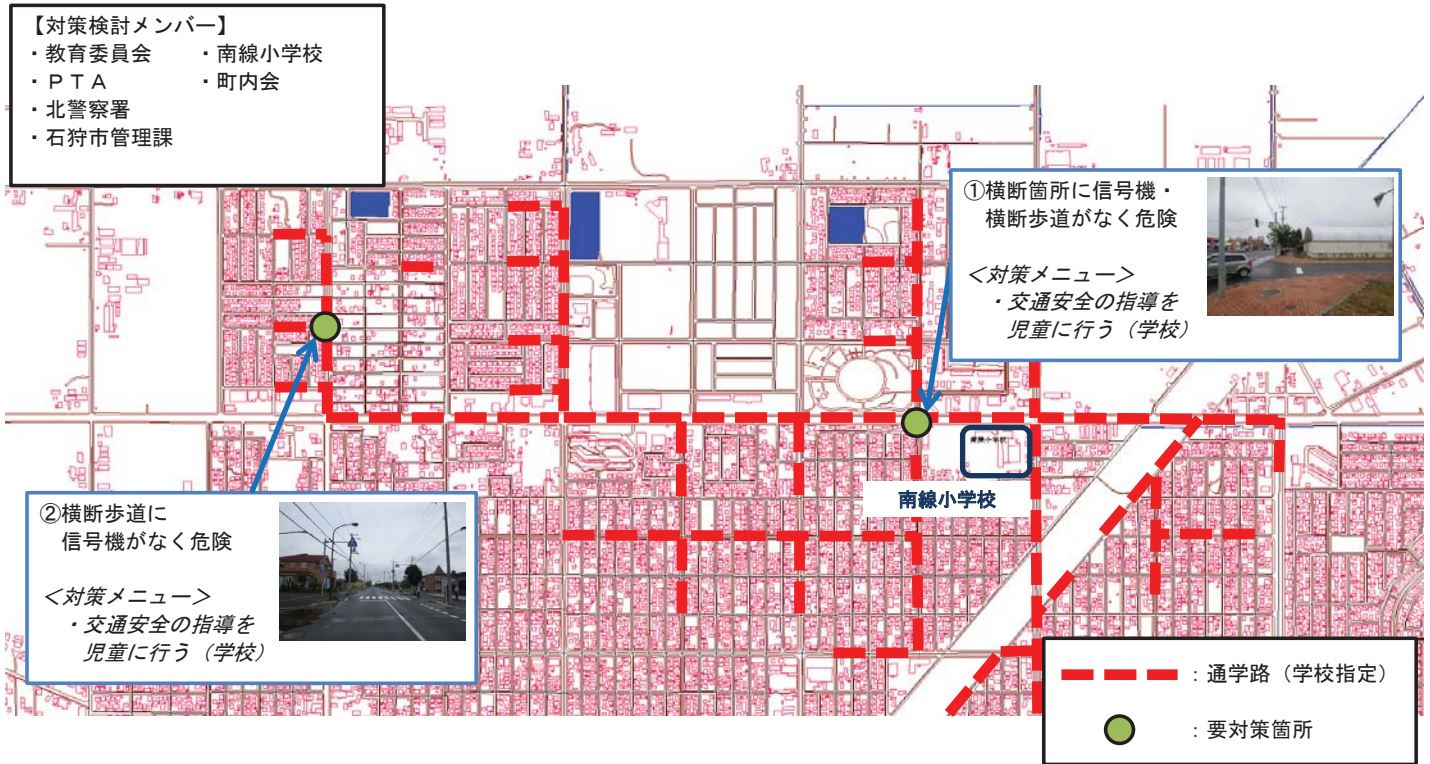 【対策検討メンバー】
・教育委員会　・南線小学校
・ＰＴＡ　・町内会
・北警察署
・石狩市管理課
①横断箇所に信号機・
横断歩道がなく危険
＜対策メニュー＞
・交通安全の指導を
児童に行う（学校）
南線小学校
南線小学校
②横断歩道に
信号機がなく危険
＜対策メニュー＞
・交通安全の指導を
児童に行う（学校）
：通学路（学校指定）
：要対策箇所